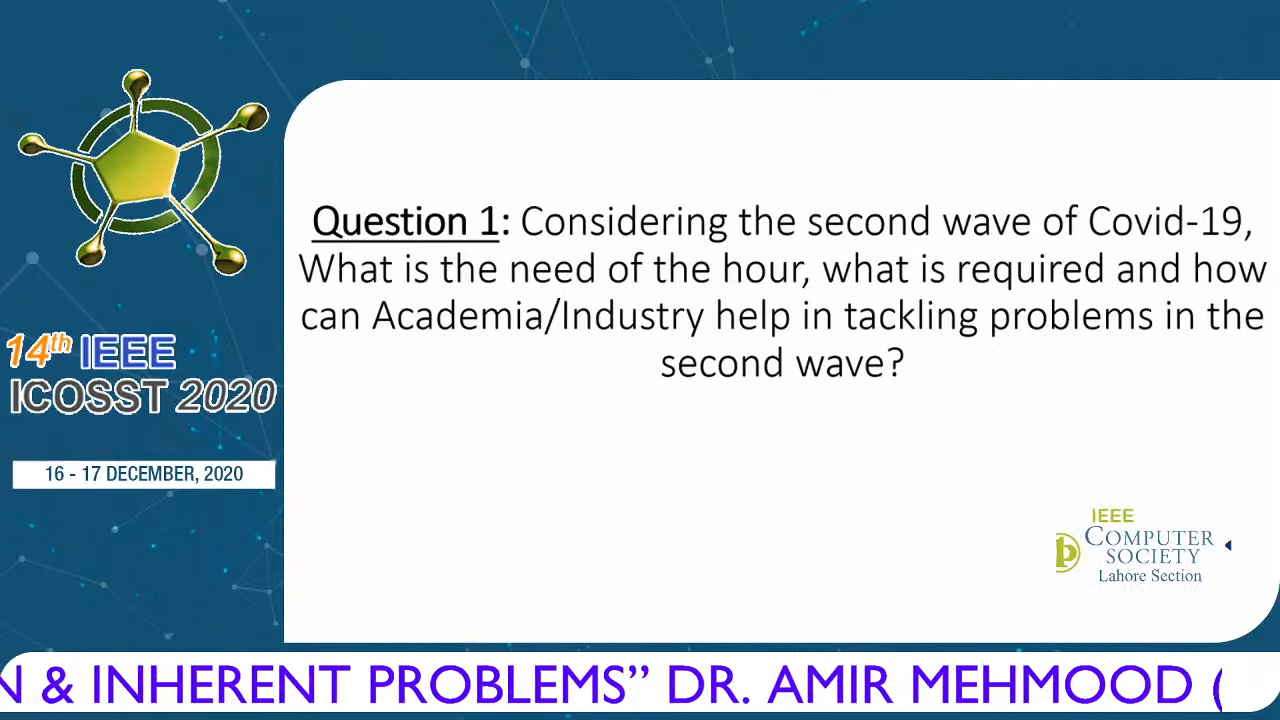 Question 1: Considering the second wave of Covid-19,
What is the need of the hour, what is required and how
can Academia/Industry help in tackling problems in the
second wave?
14th IEEE
ICOSST 2020
16 - 17 DECEMBER, 2020
IEEE
COMPUTER
SOCIETY
Lahore Section
N & INHERENT PROBLEMS” DR. AMIR MEHMOOD (